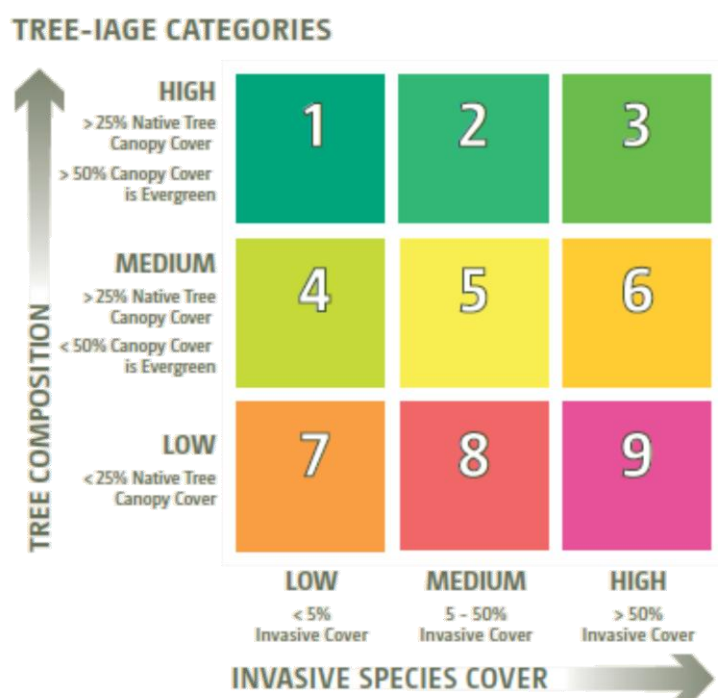 TREE-IAGE CATEGORIES
HIGH
> 25% Native Tree
Canopy Cover
> 50% Canopy Cover
is Evergreen
1
2
3
MEDIUM
> 25% Native Tree
Canopy Cover
< 50% Canopy Cover
is Evergreen
4
5
6
LOW
< 25% Native Tree
Canopy Cover
7
8
9
TREE COMPOSITION
LOW
< 5%
Invasive Cover
MEDIUM
5 - 50%
Invasive Cover
HIGH
> 50%
Invasive Cover
INVASIVE SPECIES COVER